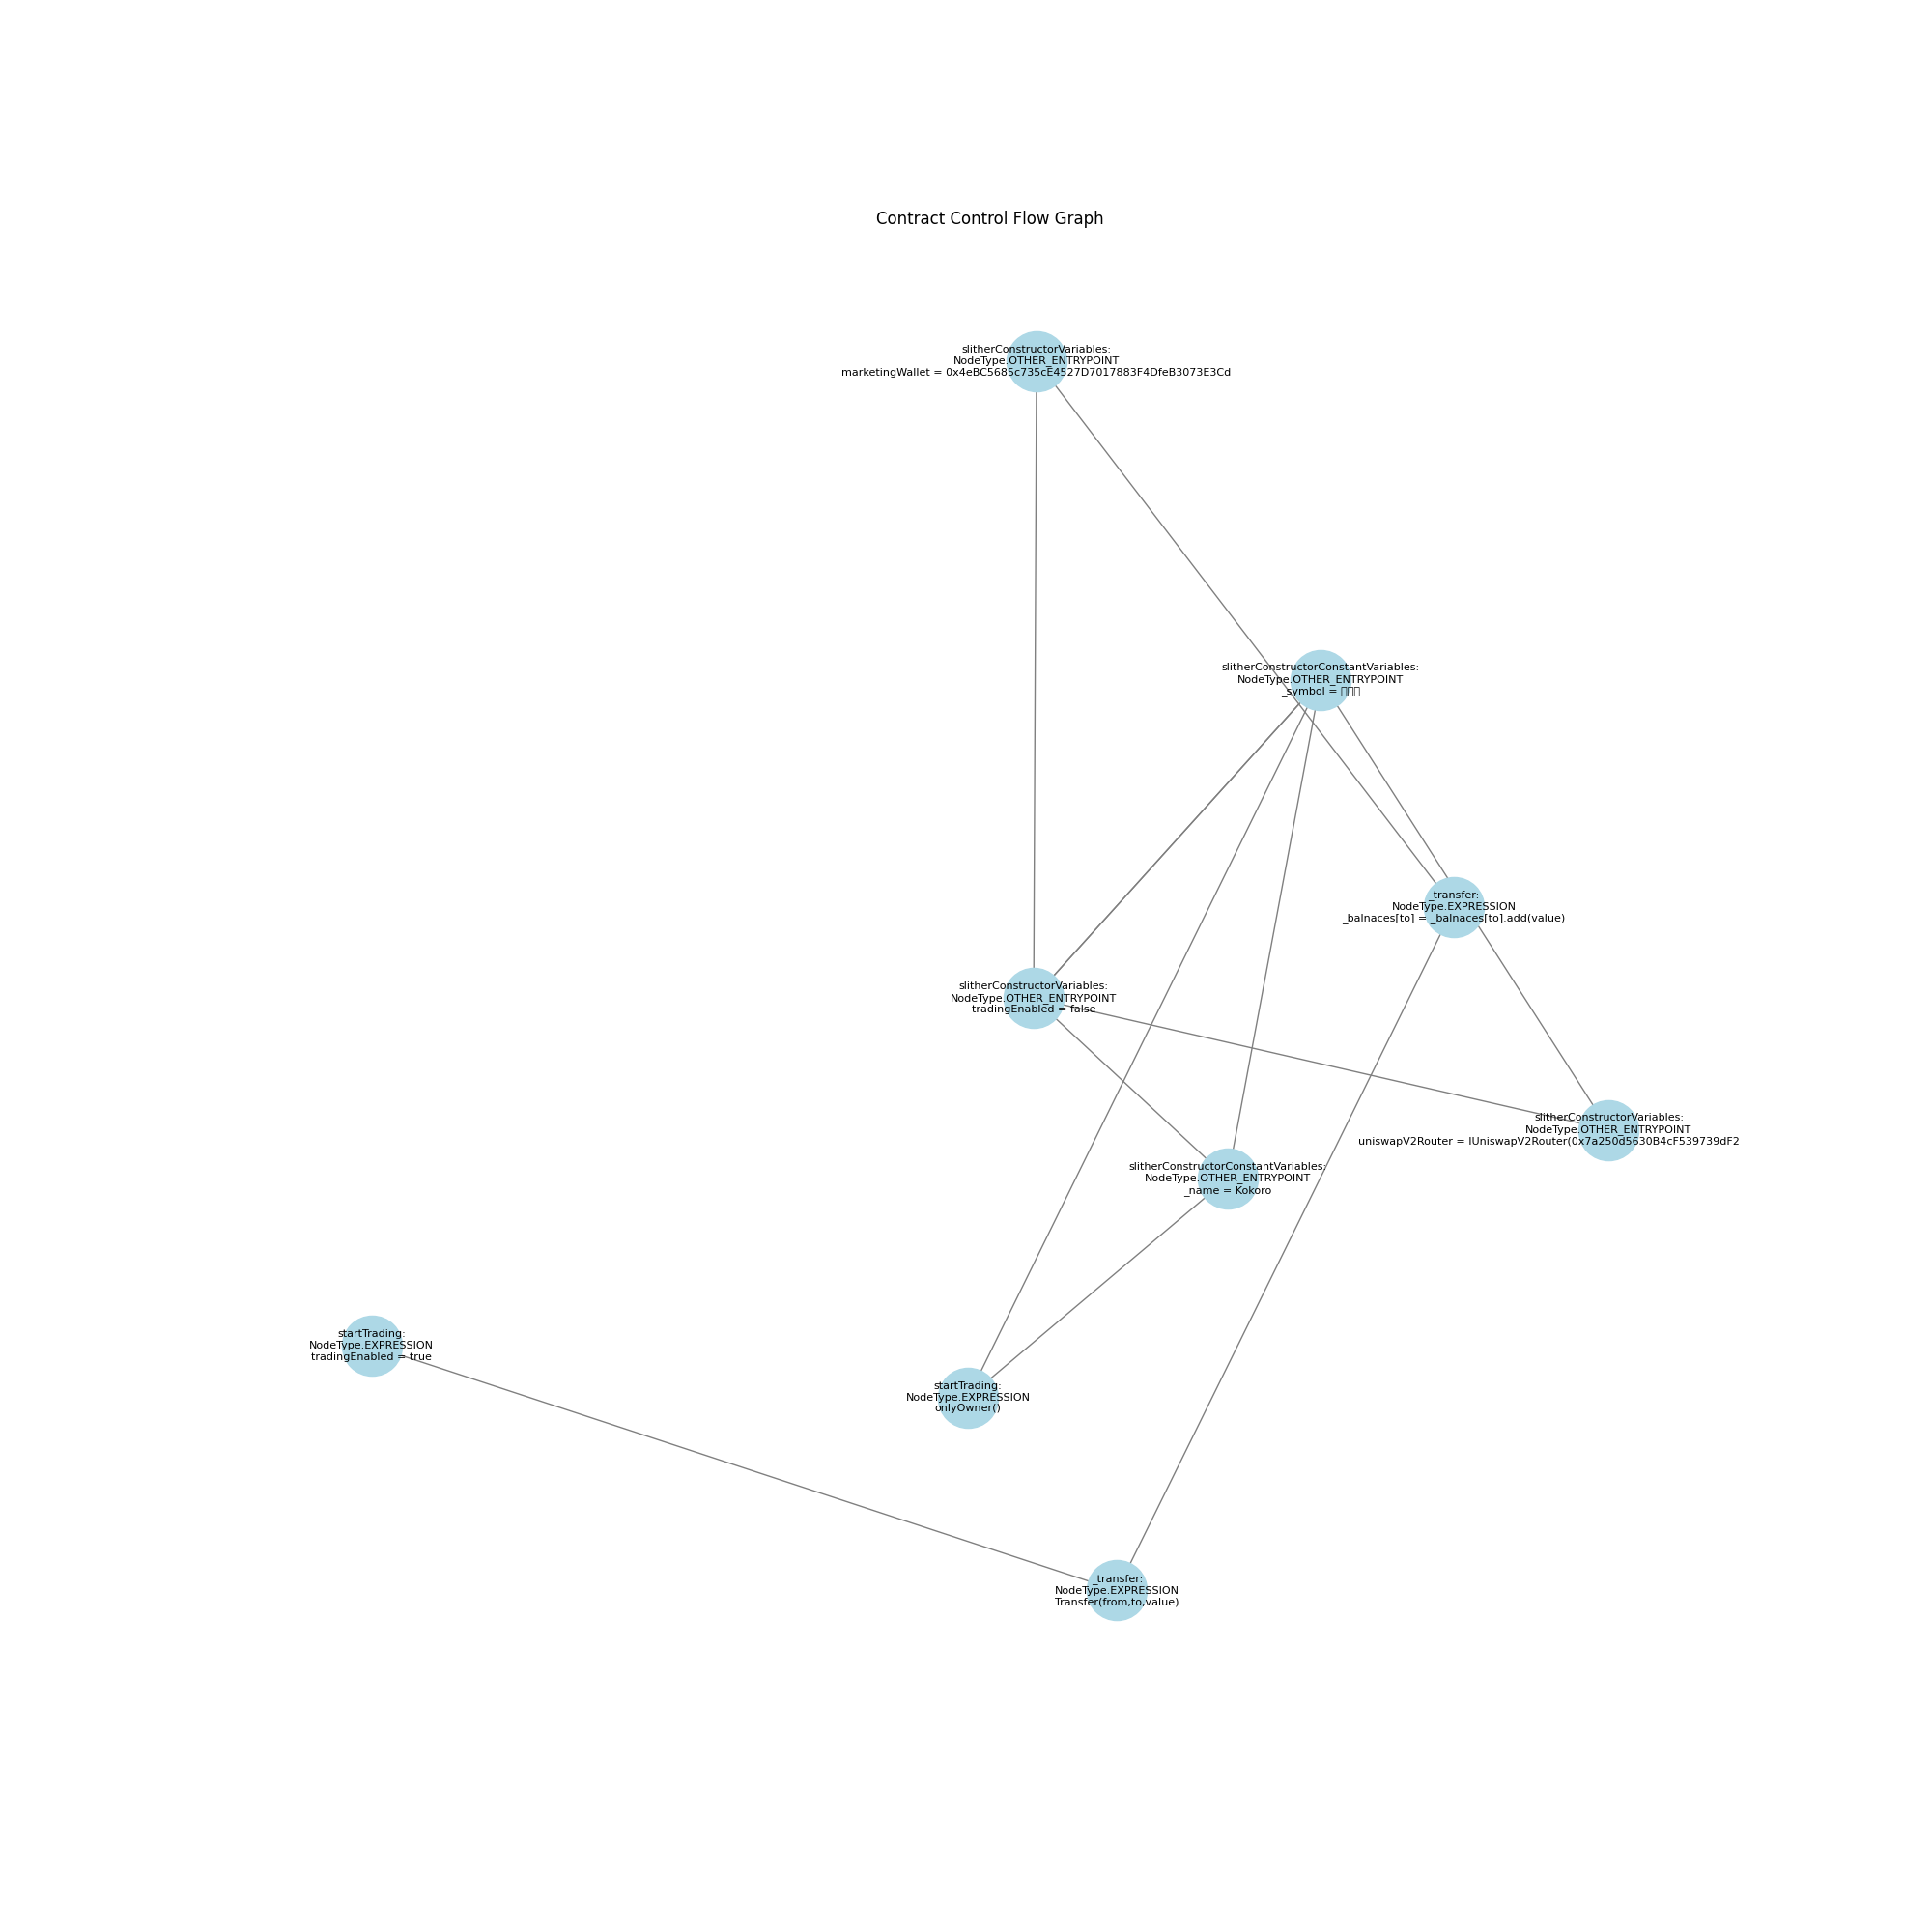 Contract Control Flow Graph
slitherConstructorVariables:
NodeType.OTHER_ENTRYPOINT
marketingWallet = 0x4eBC5685c735cE4527D7017883F4DfeB3073E3Cd
slitherConstructorConstantVariables:
NodeType.OTHER_ENTRYPOINT
_symbol =
_transfer:
NodeType.EXPRESSION
_balnaces[to] = _balnaces[to].add(value)
slitherConstructorVariables:
NodeType.OTHER_ENTRYPOINT
tradingEnabled = false
slitherConstructorVariables:
NodeType.OTHER_ENTRYPOINT
uniswapV2Router = IUniswapV2Router(0x7a250d5630B4cF539739dF2
slitherConstructorConstantVariables:
NodeType.OTHER_ENTRYPOINT
_name = Kokoro
startTrading:
NodeType.EXPRESSION
tradingEnabled = true
startTrading:
NodeType.EXPRESSION
onlyOwner()
_transfer:
NodeType.EXPRESSION
Transfer(from,to,value)